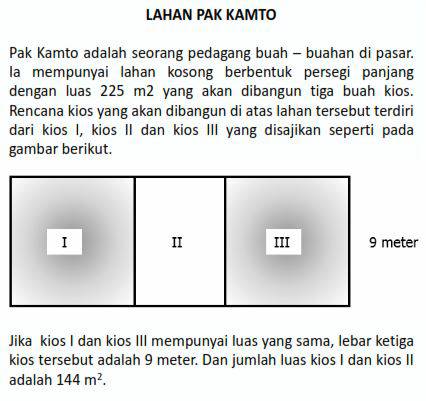 LAHAN PAK KAMTO
Pak Kamto adalah seorang pedagang buah – buahan di pasar.
Ia mempunyai lahan kosong berbentuk persegi panjang
dengan luas 225 m2 yang akan dibangun tiga buah kios.
Rencana kios yang akan dibangun di atas lahan tersebut terdiri
dari kios I, kios II dan kios III yang disajikan seperti pada
gambar berikut.
I
II
III
9 meter
Jika kios I dan kios III mempunyai luas yang sama, lebar ketiga
kios tersebut adalah 9 meter. Dan jumlah luas kios I dan kios II
adalah 144 m².